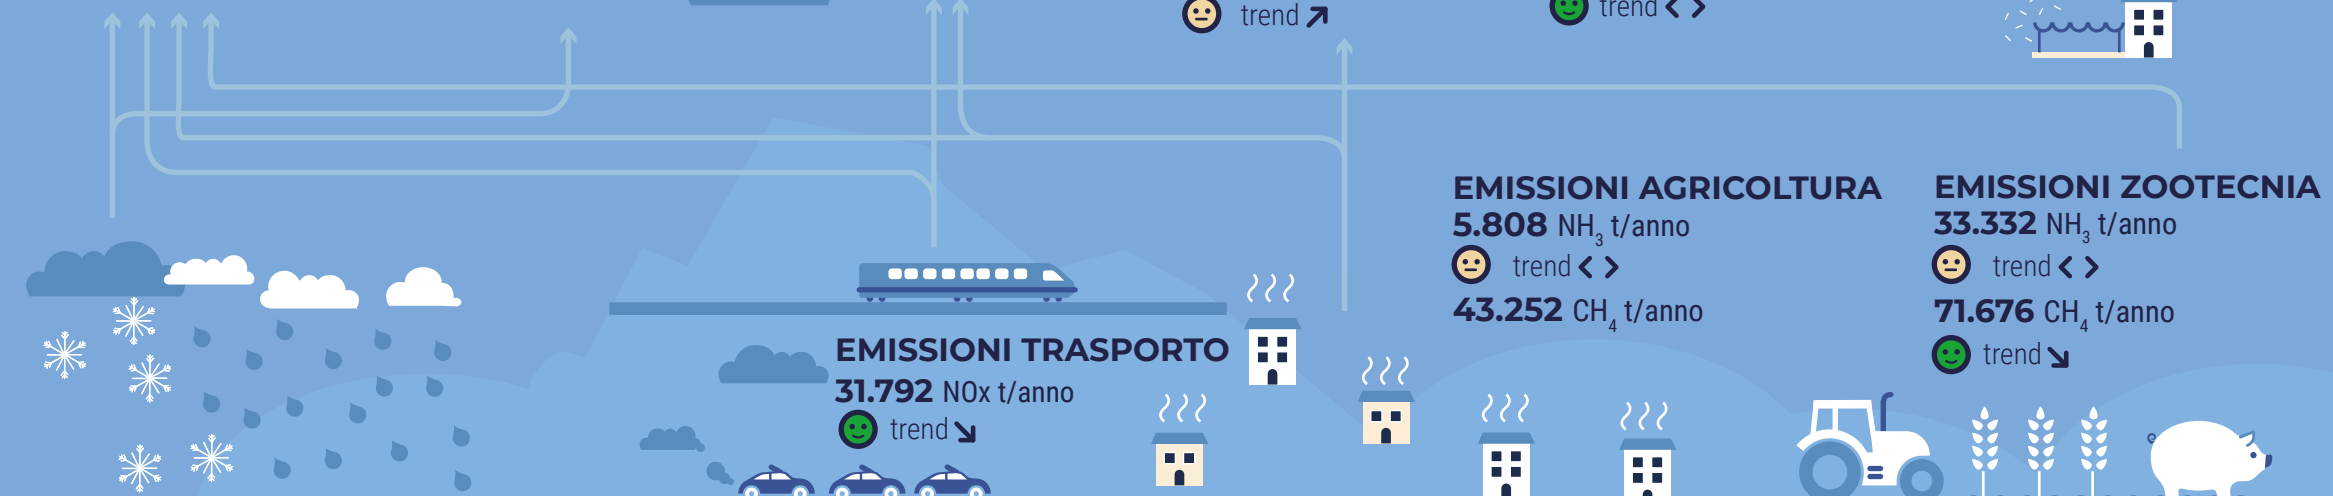 trend
trend
EMISSIONI AGRICOLTURA
5.808 NH3 t/anno
trend
43.252 CH4 t/anno
EMISSIONI ZOOTECNIA
33.332 NH3 t/anno
trend
71.676 CH4 t/anno
trend
EMISSIONI TRASPORTO
31.792 NOx t/anno
trend